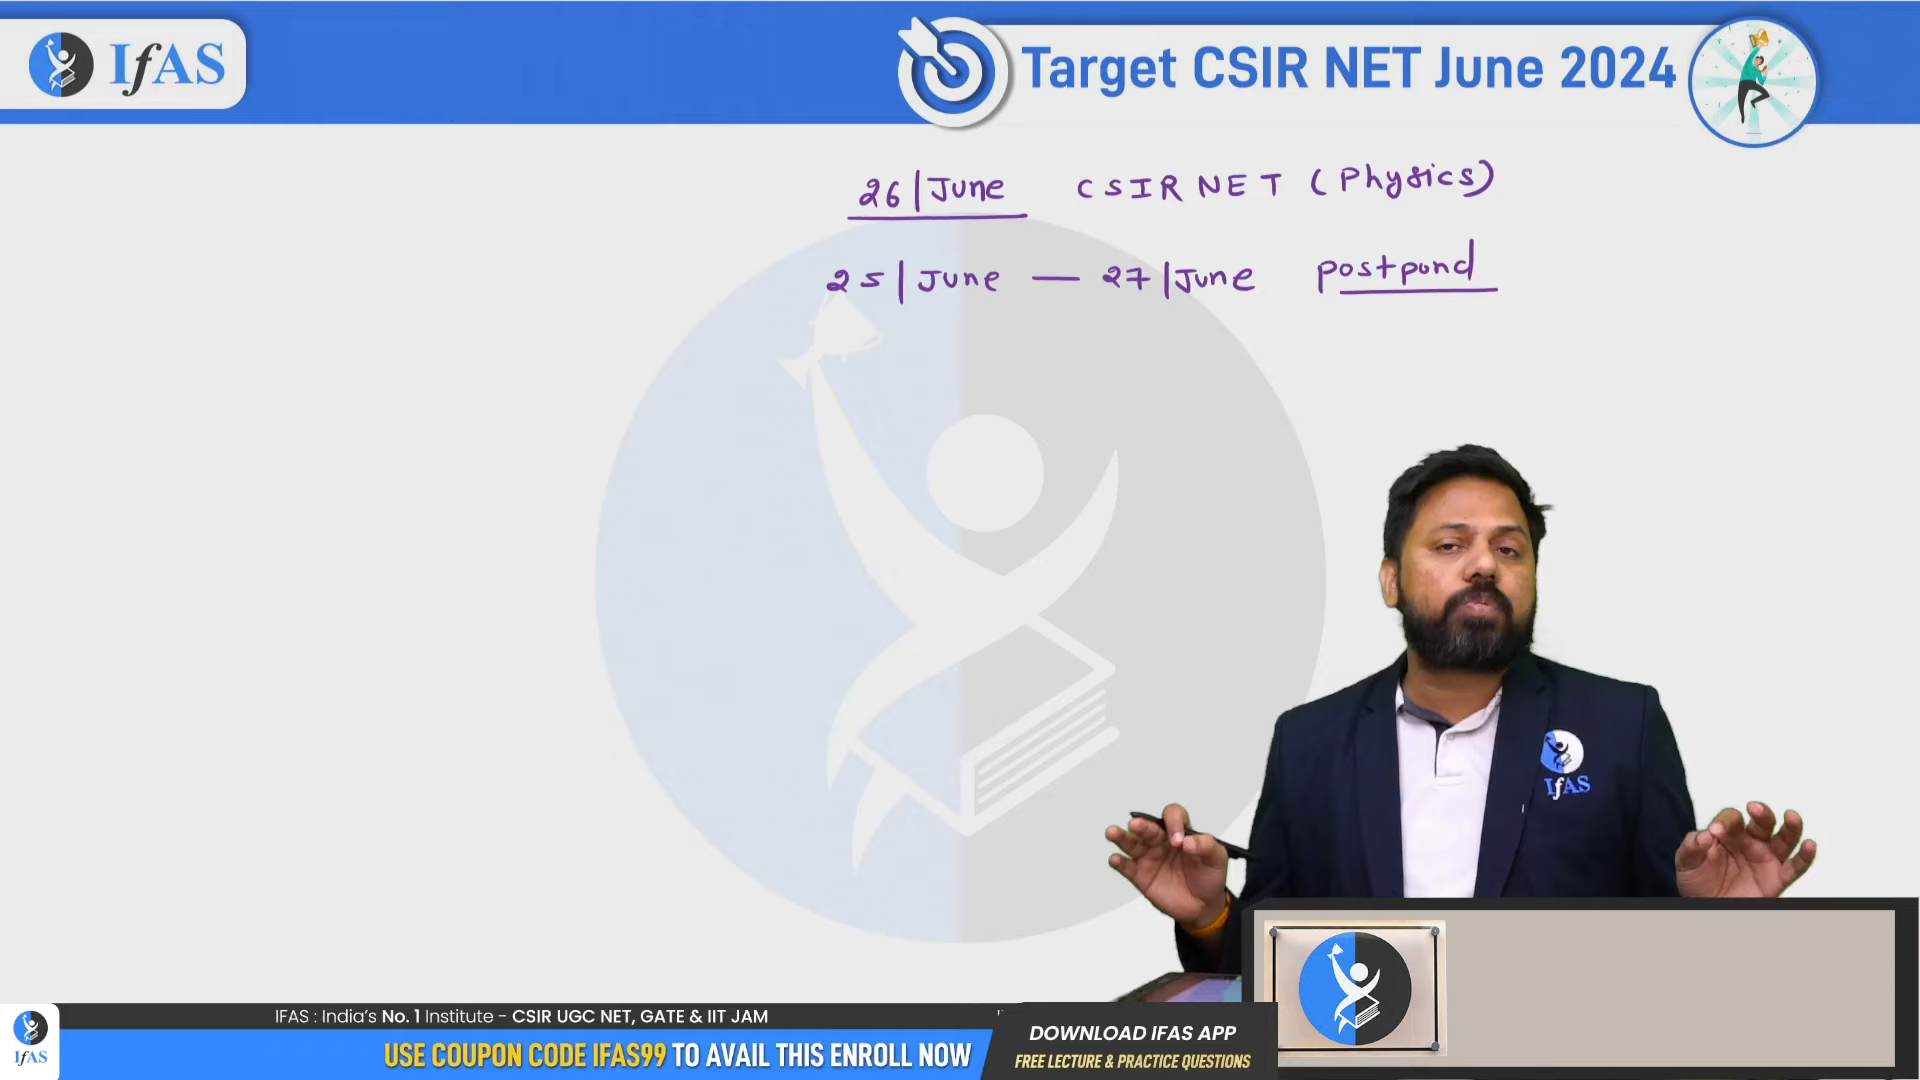 IfAS
Target CSIR NET June 2024
26|June CSIR NET (Physics)
25|June — 27|June postpond
IfAS
IFAS : India's No. 1 Institute - CSIR UGC NET, GATE & IIT JAM
IfAS
USE COUPON CODE IFAS99 TO AVAIL THIS ENROLL NOW
DOWNLOAD IFAS APP
FREE LECTURE & PRACTICE QUESTIONS